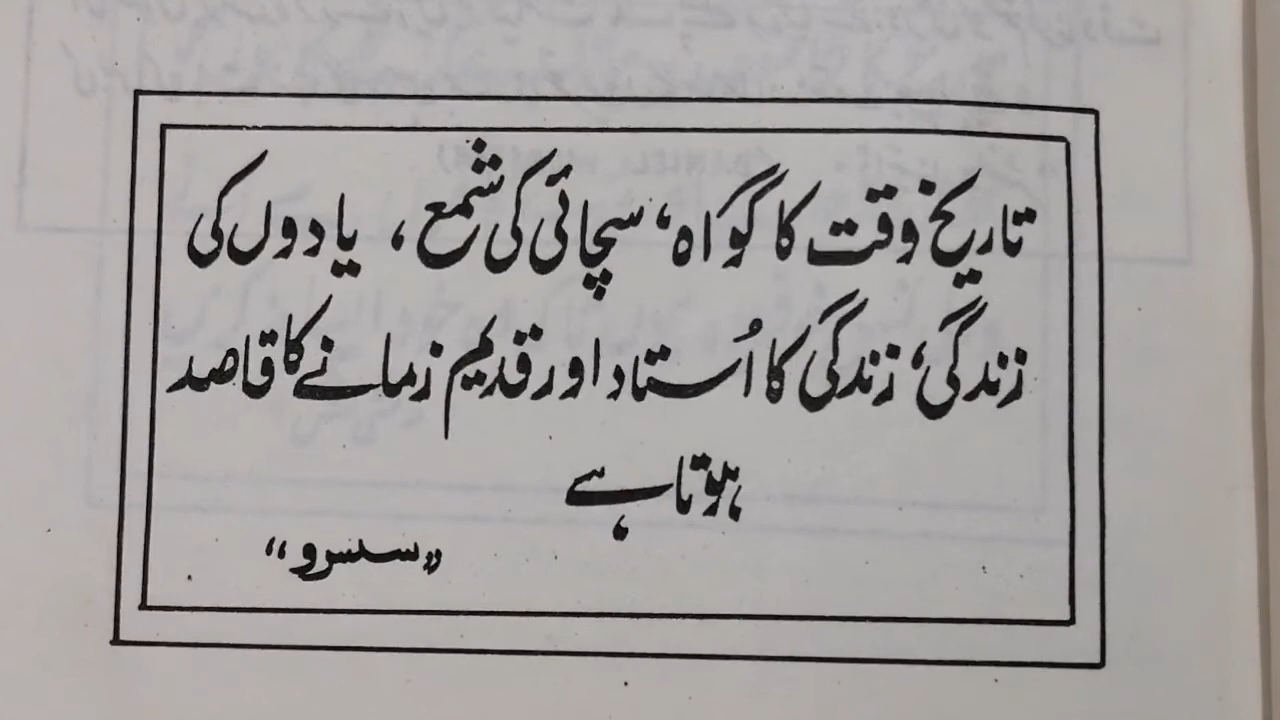 تاریخ وقت کا گواہ، سچائی کی شمع، یادوں کی
زندگی، زندگی کا اُستاد اور قدیم زمانے کا قاصد
ہوتا ہے
„سسرو“